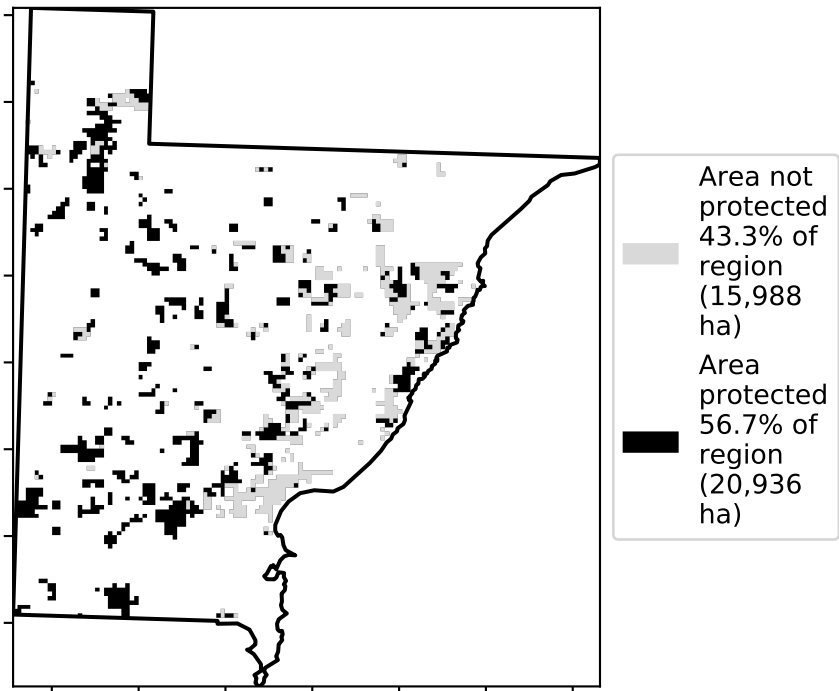 Area not
protected
43.3% of
region
(15,988
ha)
Area
protected
56.7% of
region
(20,936
ha)